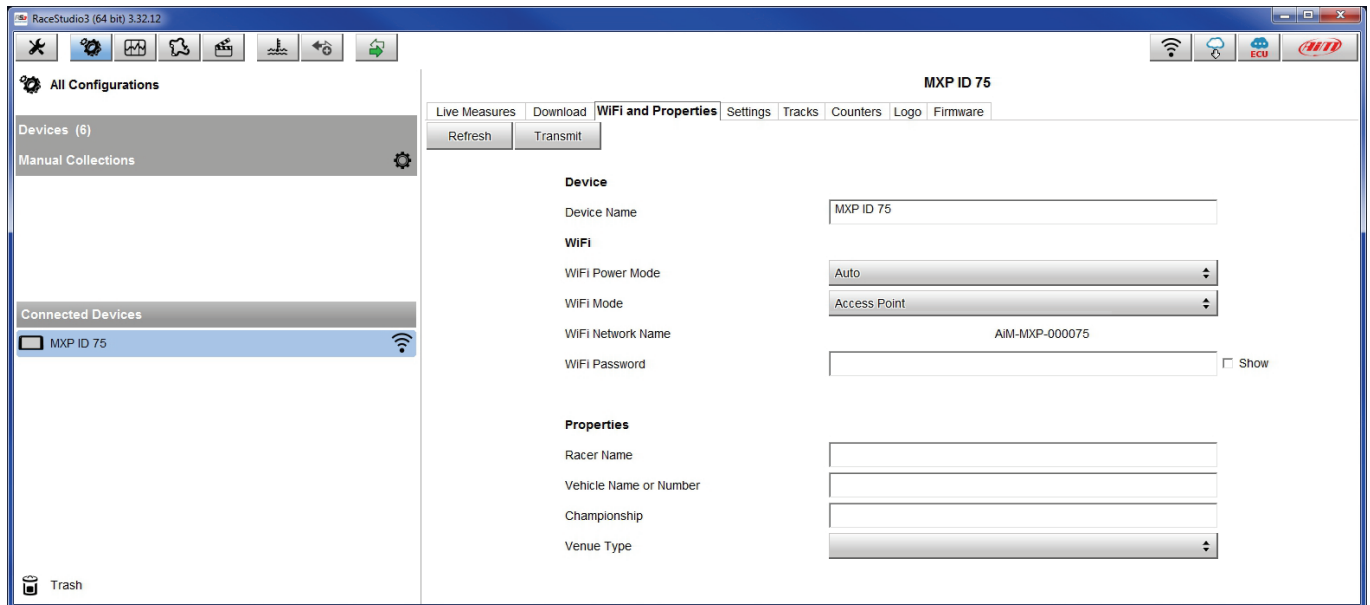 RaceStudio3 (64 bit) 3.32.12
ECU
AiM
All Configurations
Devices (6)
Manual Collections
Connected Devices
MXP ID 75
Trash
MXP ID 75
Live Measures Download WiFi and Properties Settings Tracks Counters Logo Firmware
Refresh Transmit
Device
Device Name MXP ID 75
WiFi
WiFi Power Mode Auto
WiFi Mode Access Point
WiFi Network Name AiM-MXP-000075
WiFi Password Show
Properties
Racer Name
Vehicle Name or Number
Championship
Venue Type